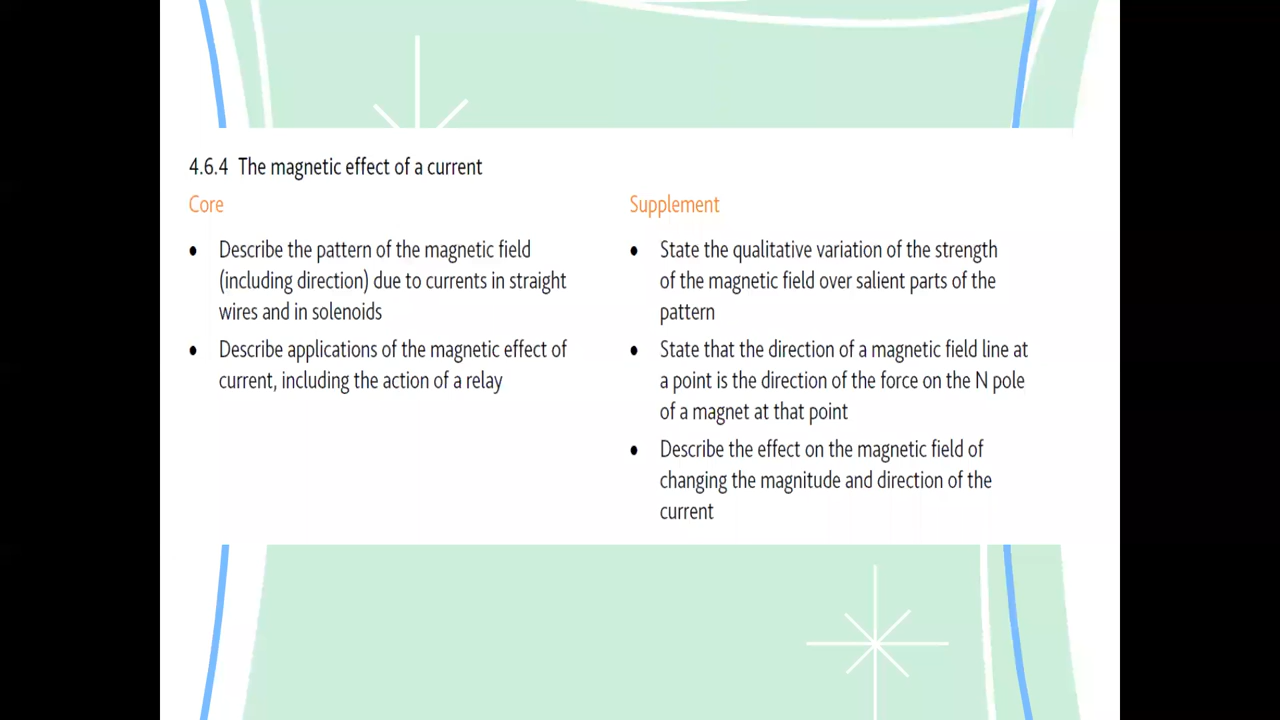 4.6.4 The magnetic effect of a current
Core
• Describe the pattern of the magnetic field
(including direction) due to currents in straight
wires and in solenoids
• Describe applications of the magnetic effect of
current, including the action of a relay
Supplement
• State the qualitative variation of the strength
of the magnetic field over salient parts of the
pattern
• State that the direction of a magnetic field line at
a point is the direction of the force on the N pole
of a magnet at that point
• Describe the effect on the magnetic field of
changing the magnitude and direction of the
current